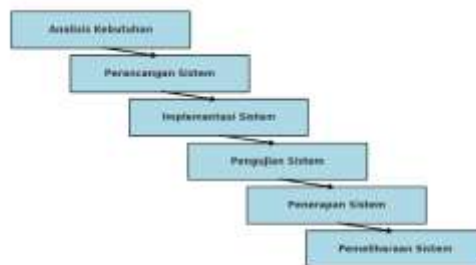 Analisis Kebutuhan
Perancangan Sistem
Implementasi Sistem
Pengujian Sistem
Penerapan Sistem
Pemeliharaan Sistem